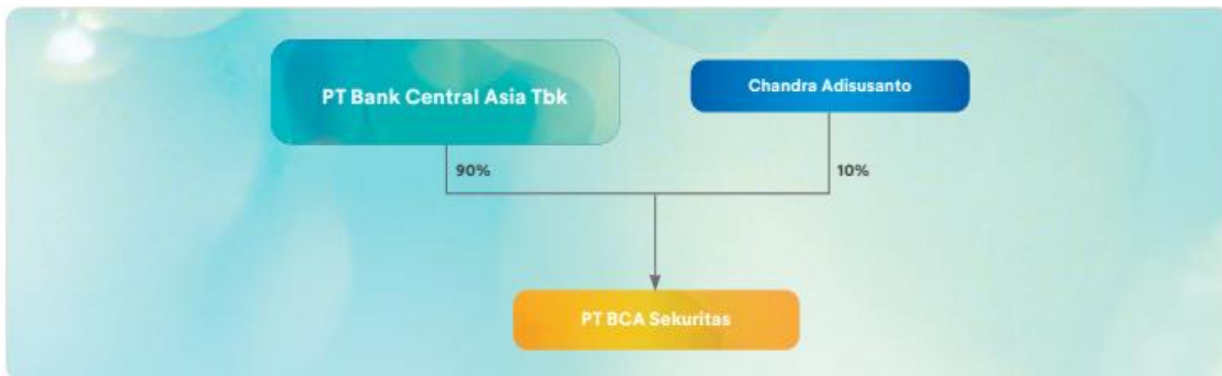 PT Bank Central Asia Tbk
Chandra Adisusanto
90%
10%
PT BCA Sekuritas